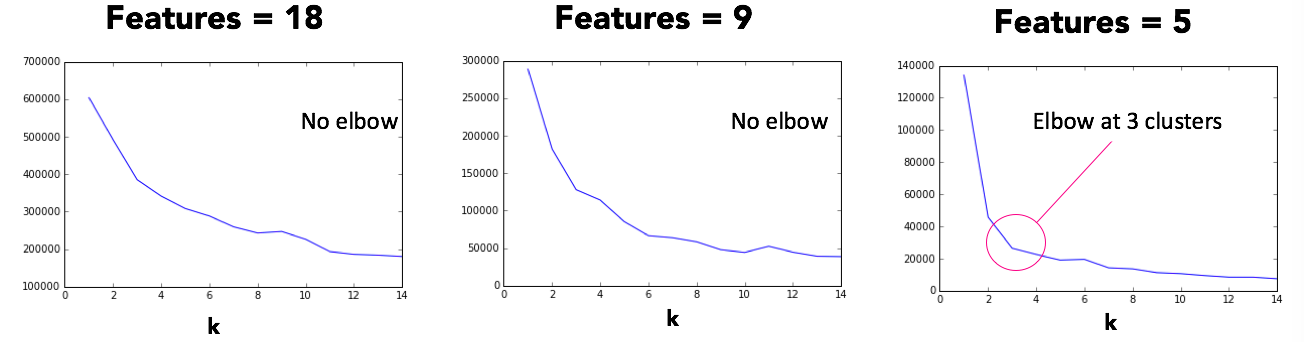 Features = 18
Features = 9
Features = 5
700000
600000
500000
400000
300000
200000
100000
0 2 4 6 8 10 12 14
No elbow
k
300000
250000
200000
150000
100000
50000
0
0 2 4 6 8 10 12 14
No elbow
k
140000
120000
100000
80000
60000
40000
20000
0
0 2 4 6 8 10 12 14
Elbow at 3 clusters
k